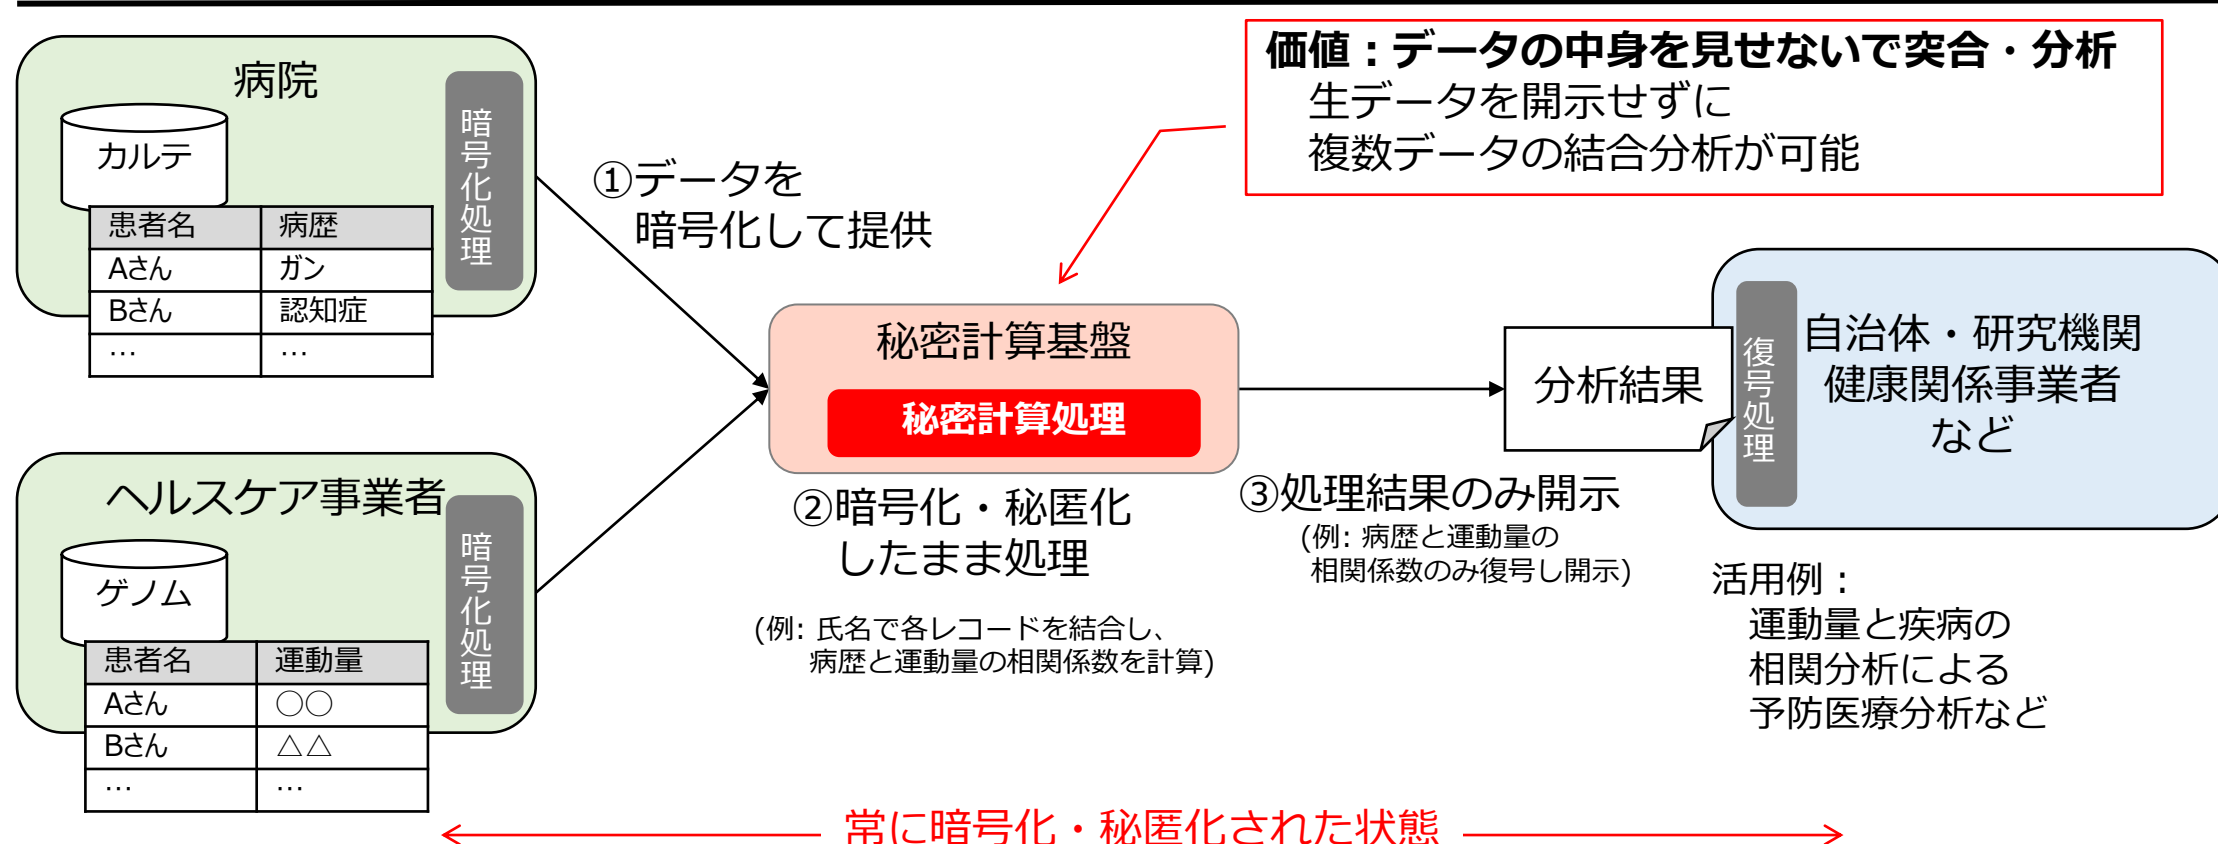 病院
カルテ
暗号化処理
患者名 病歴
Aさん ガン
Bさん 認知症
… …
ヘルスケア事業者
ゲノム
暗号化処理
患者名 運動量
Aさん 〇〇
Bさん △△
… …
①データを
暗号化して提供
秘密計算基盤
秘密計算処理
②暗号化・秘匿化
したまま処理
(例: 氏名で各レコードを結合し、
病歴と運動量の相関係数を計算)
価値：データの中身を見せないで突合・分析
生データを開示せずに
複数データの結合分析が可能
分析結果
③処理結果のみ開示
(例: 病歴と運動量の
相関係数のみ復号し開示)
復号処理
自治体・研究機関
健康関係事業者
など
活用例：
運動量と疾病の
相関分析による
予防医療分析など
常に暗号化・秘匿化された状態